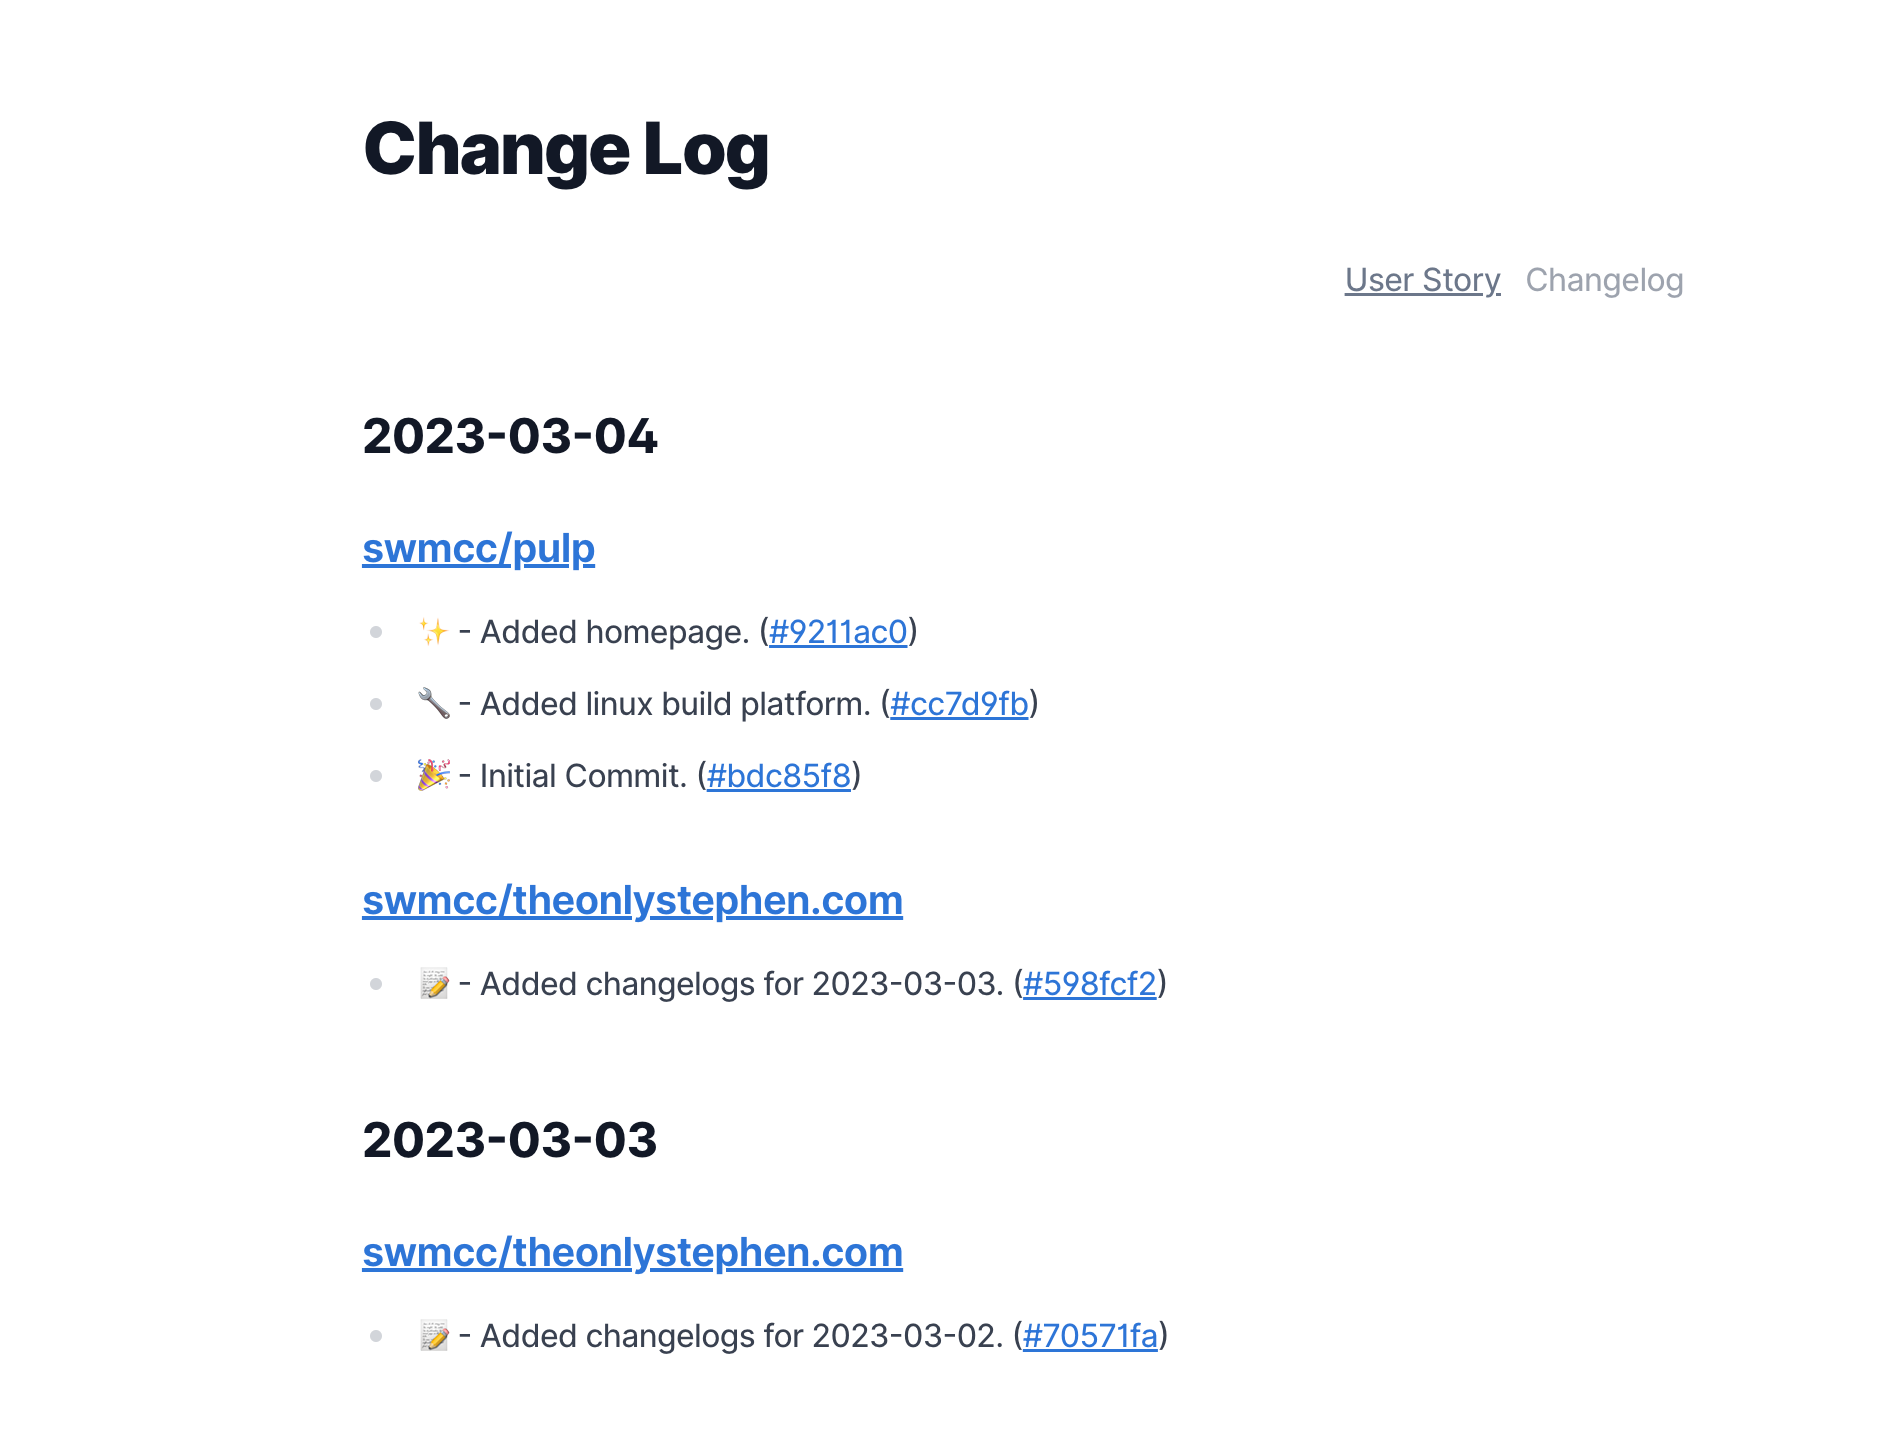 Change Log
User Story Changelog
2023-03-04
swmcc/pulp
✨ - Added homepage. (#9211ac0)
🔧 - Added linux build platform. (#cc7d9fb)
🎉 - Initial Commit. (#bdc85f8)
swmcc/theonlystephen.com
📝 - Added changelogs for 2023-03-03. (#598fcf2)
2023-03-03
swmcc/theonlystephen.com
📝 - Added changelogs for 2023-03-02. (#70571fa)